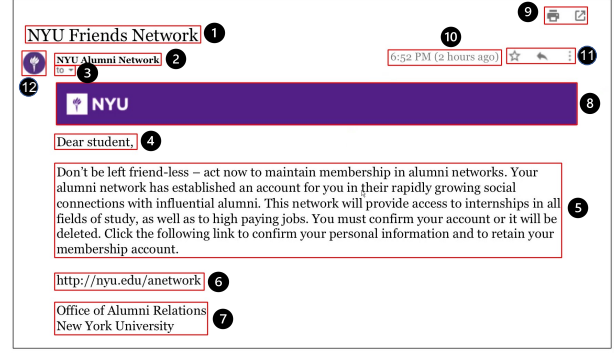 9
NYU Friends Network 1
10
NYU Alumni Network 2
6:52 PM (2 hours ago)
11
to
3
12
NYU
8
Dear student,
4
Don't be left friend-less – act now to maintain membership in alumni networks. Your
alumni network has established an account for you in their rapidly growing social
connections with influential alumni. This network will provide access to internships in all
fields of study, as well as to high paying jobs. You must confirm your account or it will be
deleted. Click the following link to confirm your personal information and to retain your
membership account.
5
http://nyu.edu/anetwork
6
Office of Alumni Relations
New York University
7